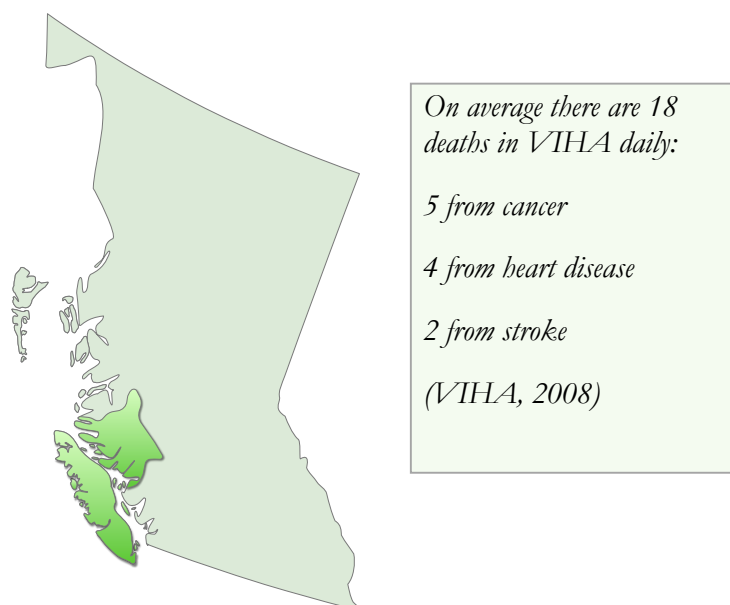 On average there are 18
deaths in VIHA daily:
5 from cancer
4 from heart disease
2 from stroke
(VIHA, 2008)